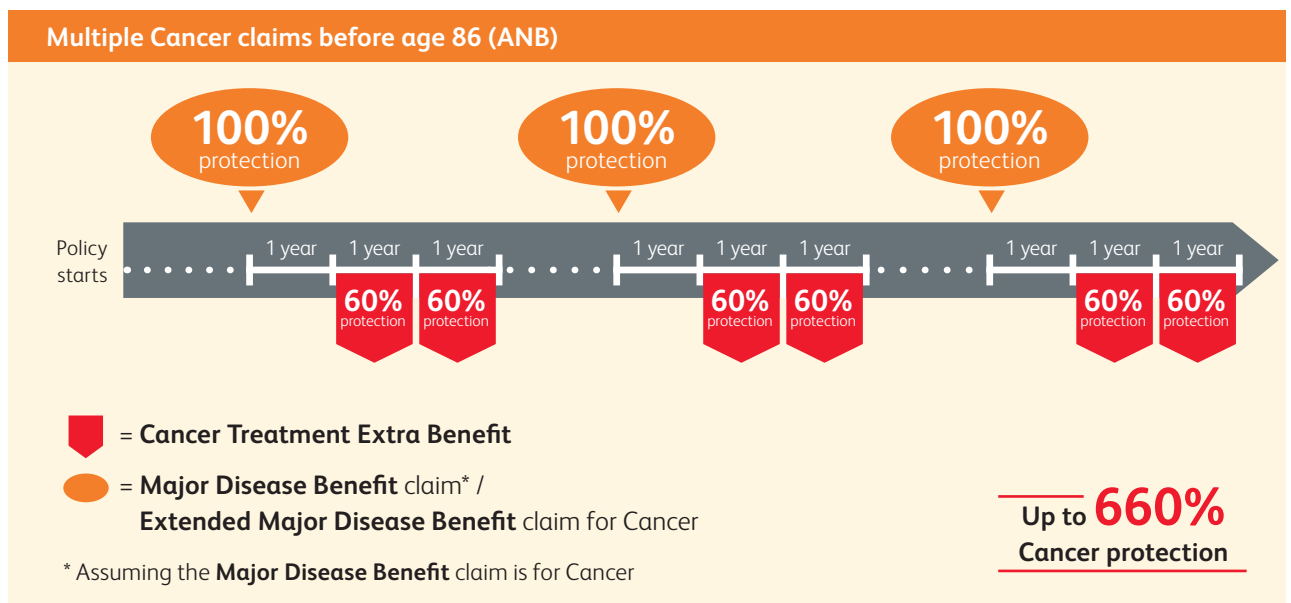 Multiple Cancer claims before age 86 (ANB)
100%
protection
100%
protection
100%
protection
Policy
starts
1 year 1 year 1 year 1 year 1 year 1 year 1 year 1 year 1 year
60%
protection
60%
protection
60%
protection
60%
protection
60%
protection
60%
protection
= Cancer Treatment Extra Benefit
= Major Disease Benefit claim* /
Extended Major Disease Benefit claim for Cancer
* Assuming the Major Disease Benefit claim is for Cancer
Up to 660%
Cancer protection